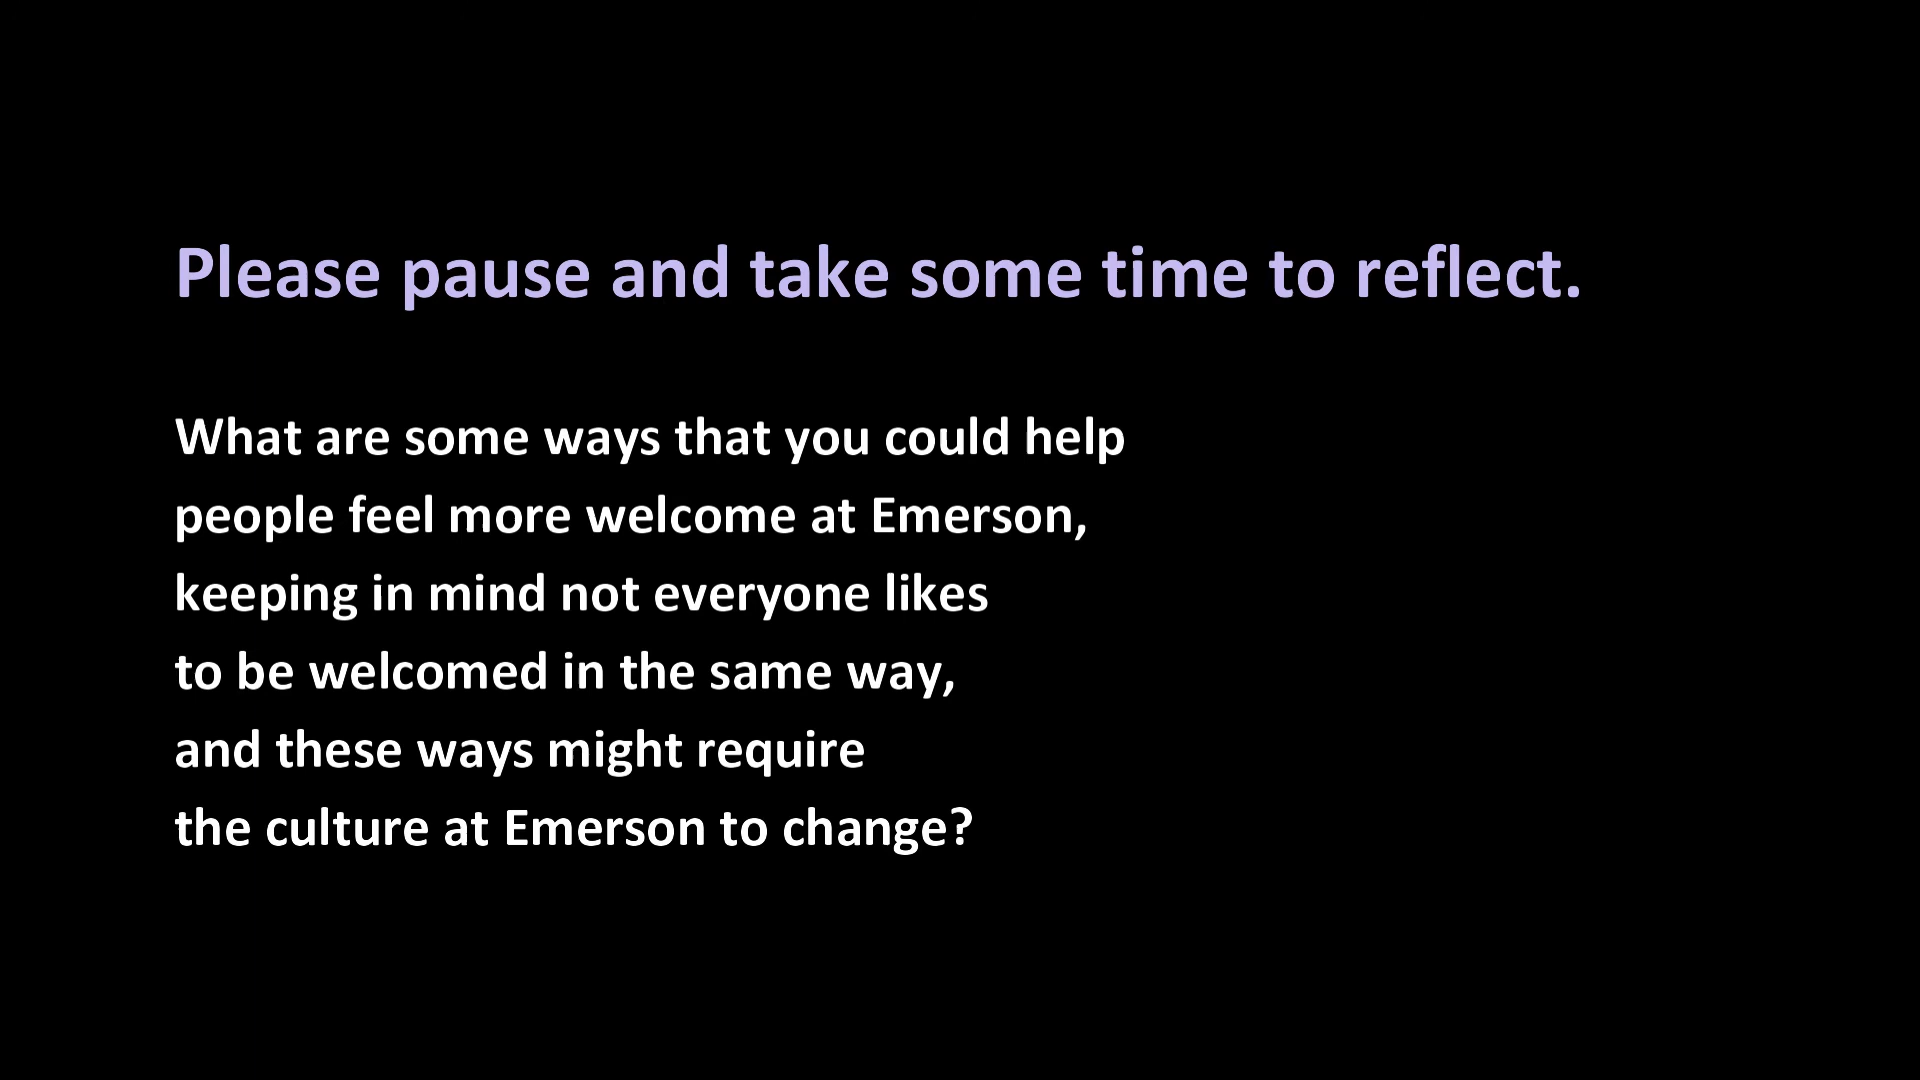 Please pause and take some time to reflect.
What are some ways that you could help
people feel more welcome at Emerson,
keeping in mind not everyone likes
to be welcomed in the same way,
and these ways might require
the culture at Emerson to change?